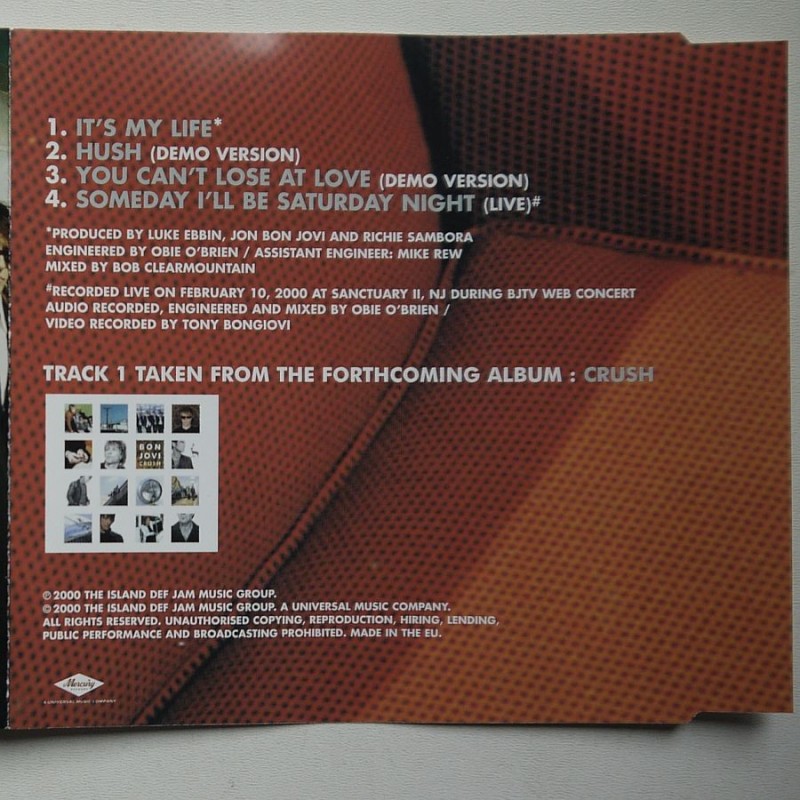 1. IT'S MY LIFE*
2. HUSH (DEMO VERSION)
3. YOU CAN'T LOSE AT LOVE (DEMO VERSION)
4. SOMEDAY I'LL BE SATURDAY NIGHT (LIVE)#
*PRODUCED BY LUKE EBBIN, JON BON JOVI AND RICHIE SAMBORA
ENGINEERED BY OBIE O'BRIEN / ASSISTANT ENGINEER: MIKE REW
MIXED BY BOB CLEARMOUNTAIN
#RECORDED LIVE ON FEBRUARY 10, 2000 AT SANCTUARY II, NJ DURING BJTV WEB CONCERT
AUDIO RECORDED, ENGINEERED AND MIXED BY OBIE O'BRIEN /
VIDEO RECORDED BY TONY BONGIOVI
TRACK 1 TAKEN FROM THE FORTHCOMING ALBUM : CRUSH
BON
JOVI
CRUSH
℗ 2000 THE ISLAND DEF JAM MUSIC GROUP.
© 2000 THE ISLAND DEF JAM MUSIC GROUP. A UNIVERSAL MUSIC COMPANY.
ALL RIGHTS RESERVED. UNAUTHORISED COPYING, REPRODUCTION, HIRING, LENDING,
PUBLIC PERFORMANCE AND BROADCASTING PROHIBITED. MADE IN THE EU.
Mercury
A UNIVERSAL MUSIC COMPANY